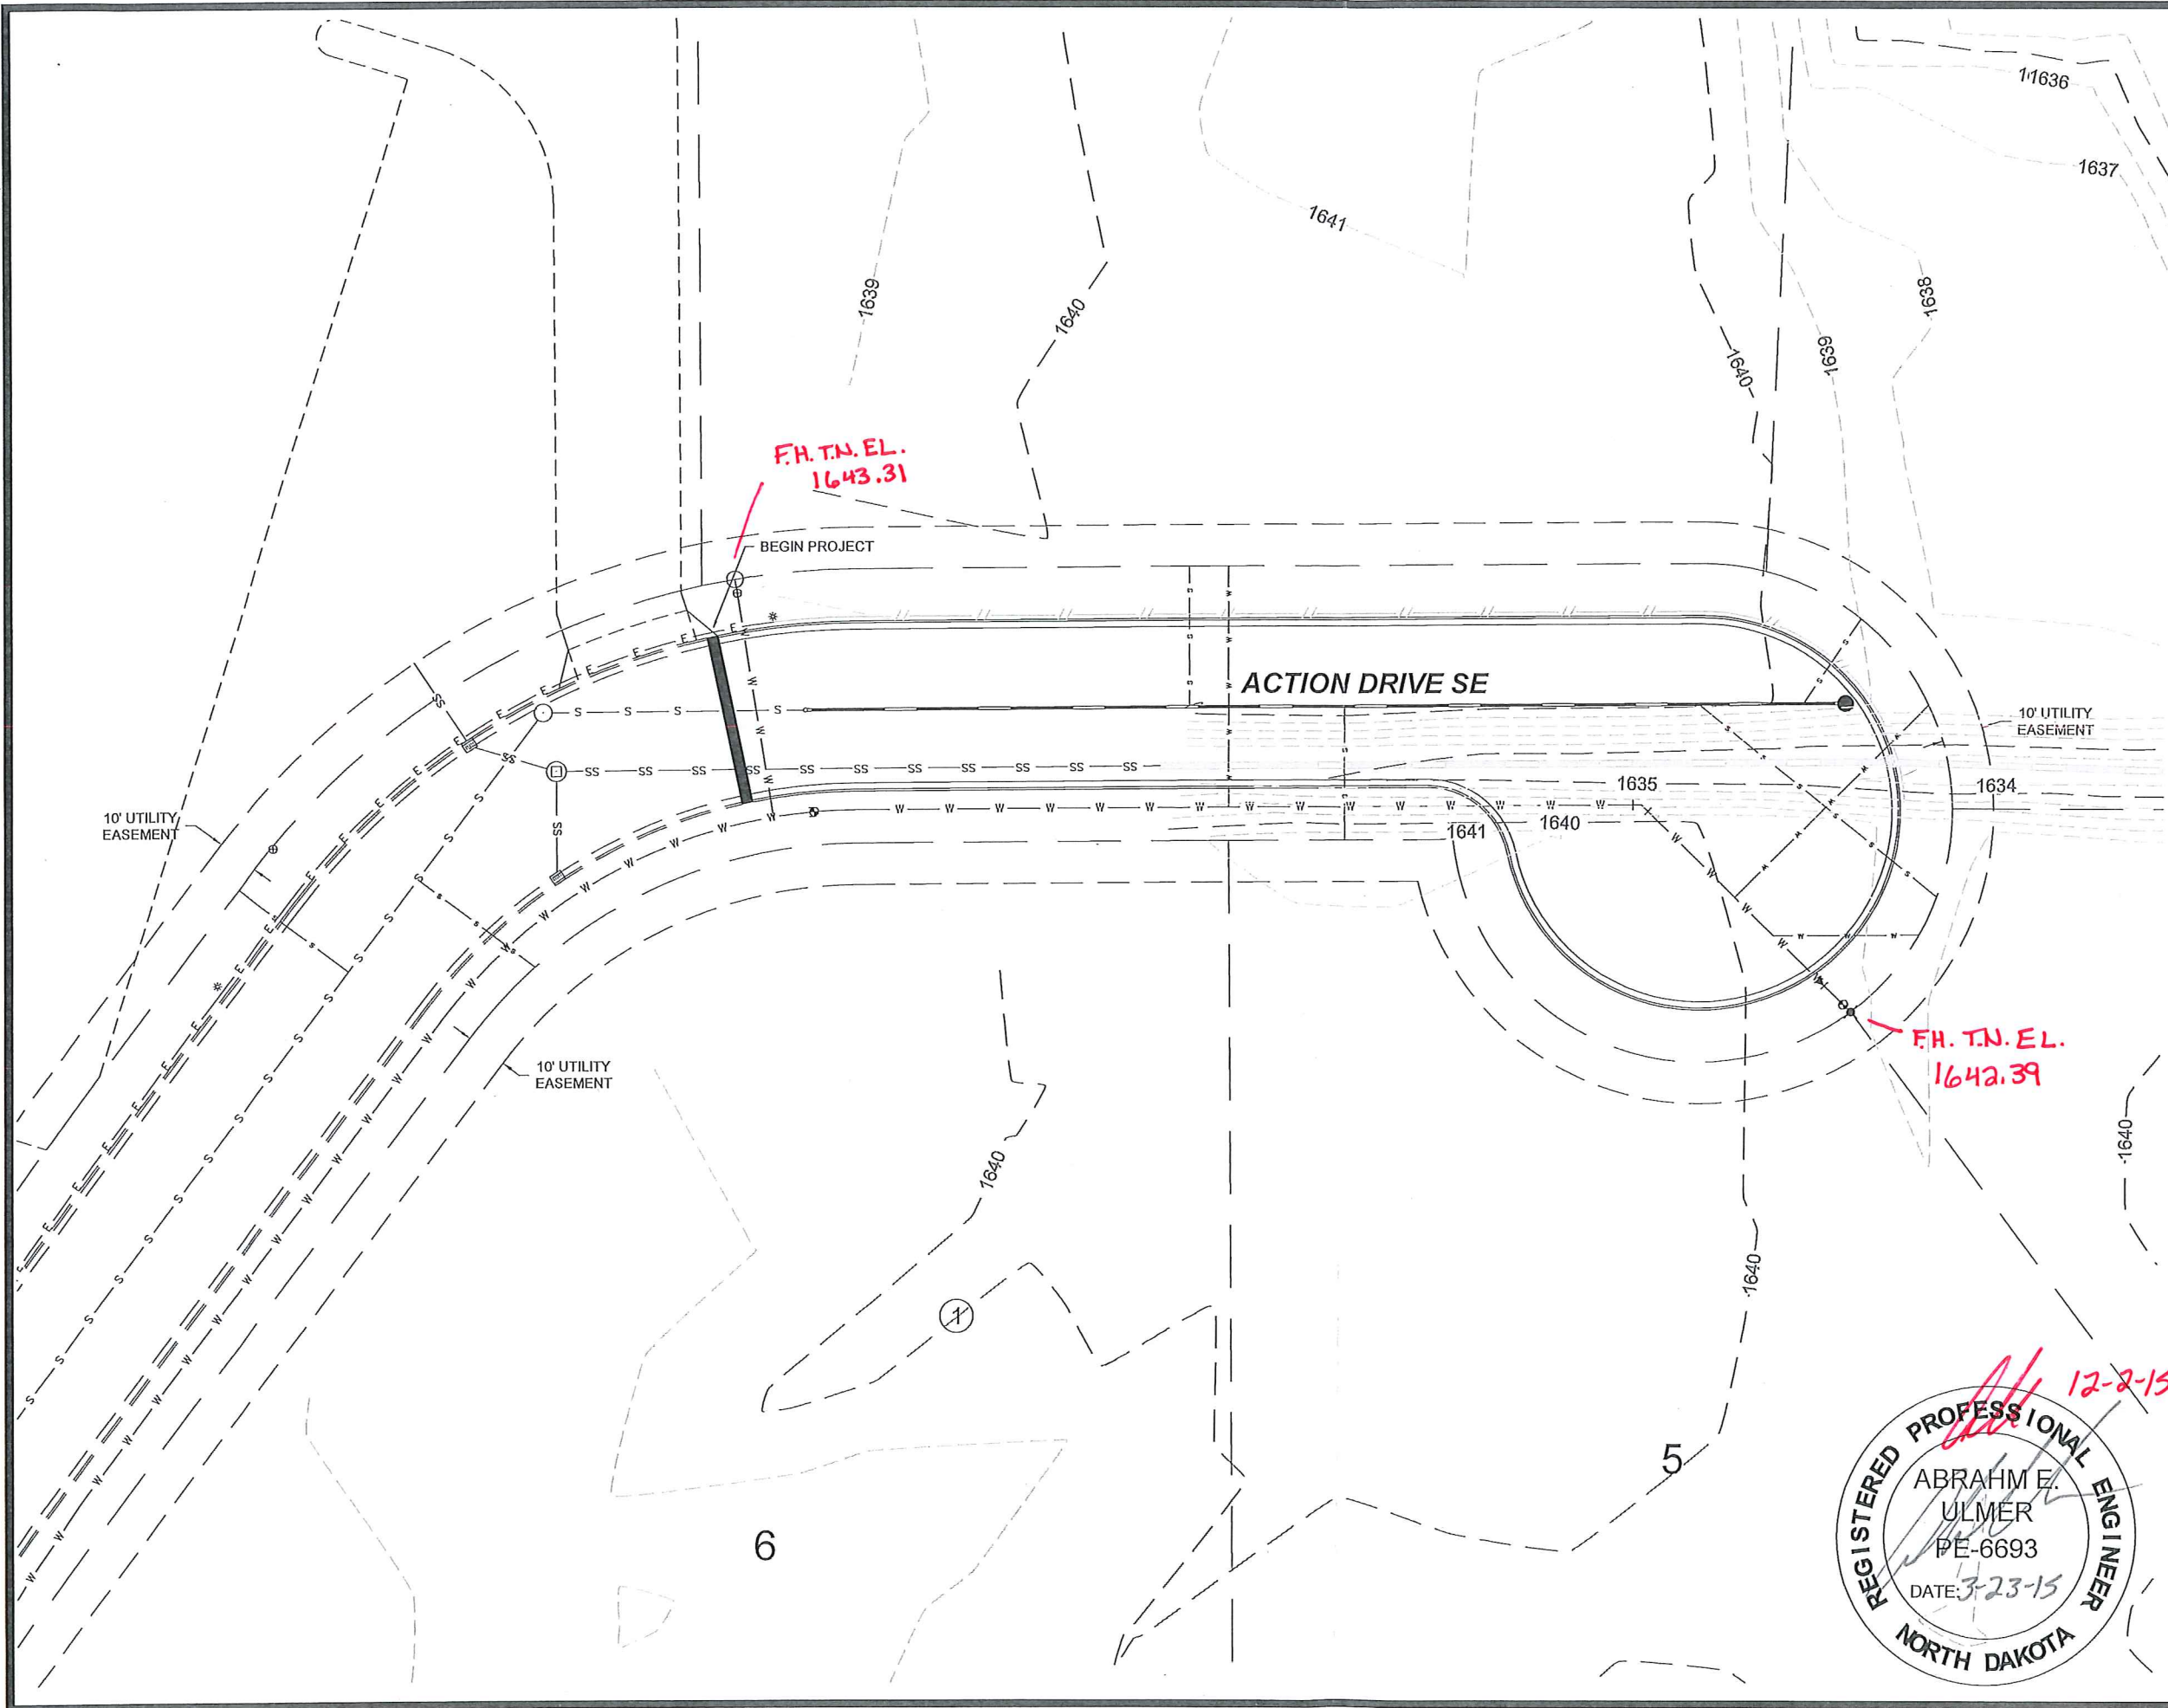 11636
1637
1641
1639
1640
1638
1639
1640
F.H. T.N. EL.
1643.31
BEGIN PROJECT
ACTION DRIVE SE
10' UTILITY
EASEMENT
1635
1634
1641
1640
10' UTILITY
EASEMENT
10' UTILITY
EASEMENT
F.H. T.N. EL.
1642.39
1640
1640
1640
1
5
6
12-2-15
REGISTERED PROFESSIONAL ENGINEER
ABRAHM E.
ULMER
PE-6693
DATE: 3-23-15
NORTH DAKOTA